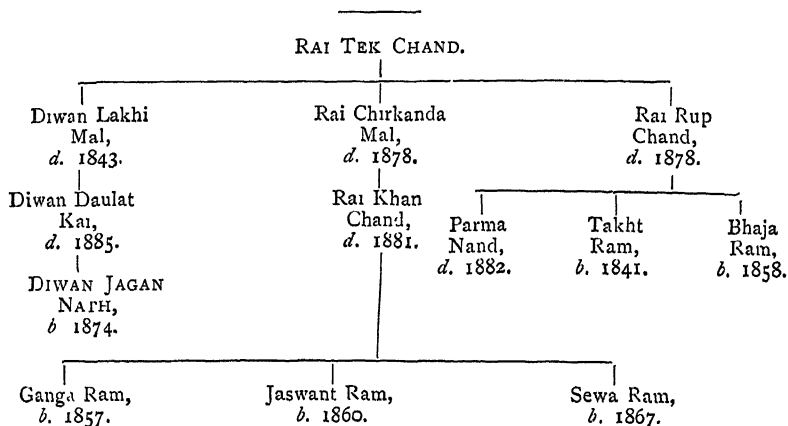 RAI TEK CHAND.
Diwan Lakhi
Mal,
d. 1843.
Rai Chirkanda
Mal,
d. 1878.
Rai Rup
Chand,
d. 1878.
Diwan Daulat
Rai,
d. 1885.
Rai Khan
Chand,
d. 1881.
Parma
Nand,
d. 1882.
Takht
Ram,
b. 1841.
Bhaja
Ram,
b. 1858.
DIWAN JAGAN
NATH,
b 1874.
Ganga Ram,
b. 1857.
Jaswant Ram,
b. 1860.
Sewa Ram,
b. 1867.